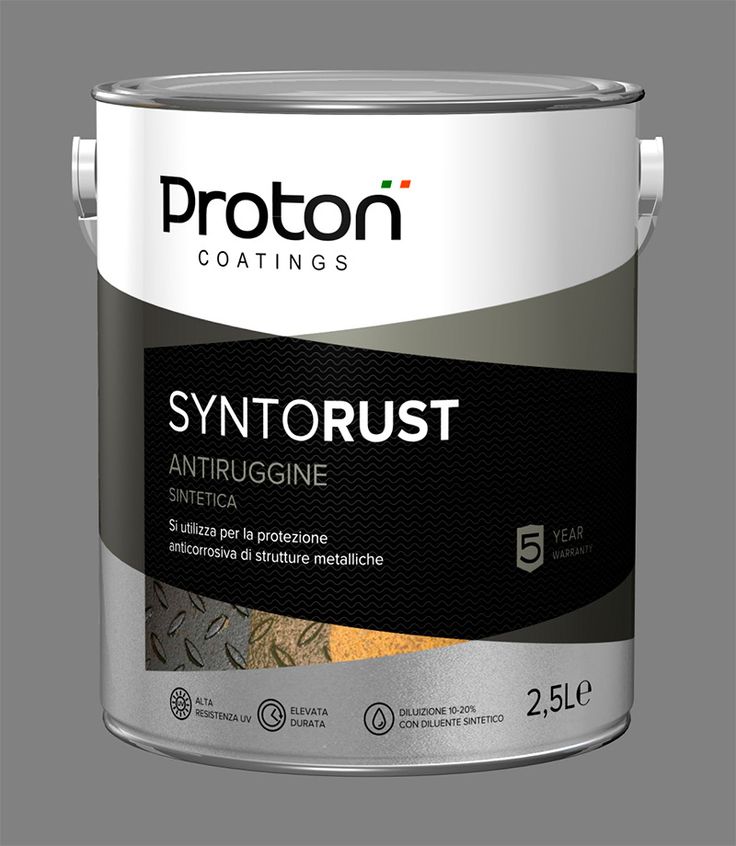 Proton
COATINGS
SYNTORUST
ANTIRUGGINE
SINTETICA
Si utilizza per la protezione
anticorrosiva di strutture metalliche
5 YEAR
WARRANTY
UV
ALTA
RESISTENZA UV
ELEVATA
DURATA
DILUIZIONE 10-20%
CON DILUENTE SINTETICO
2,5L℮